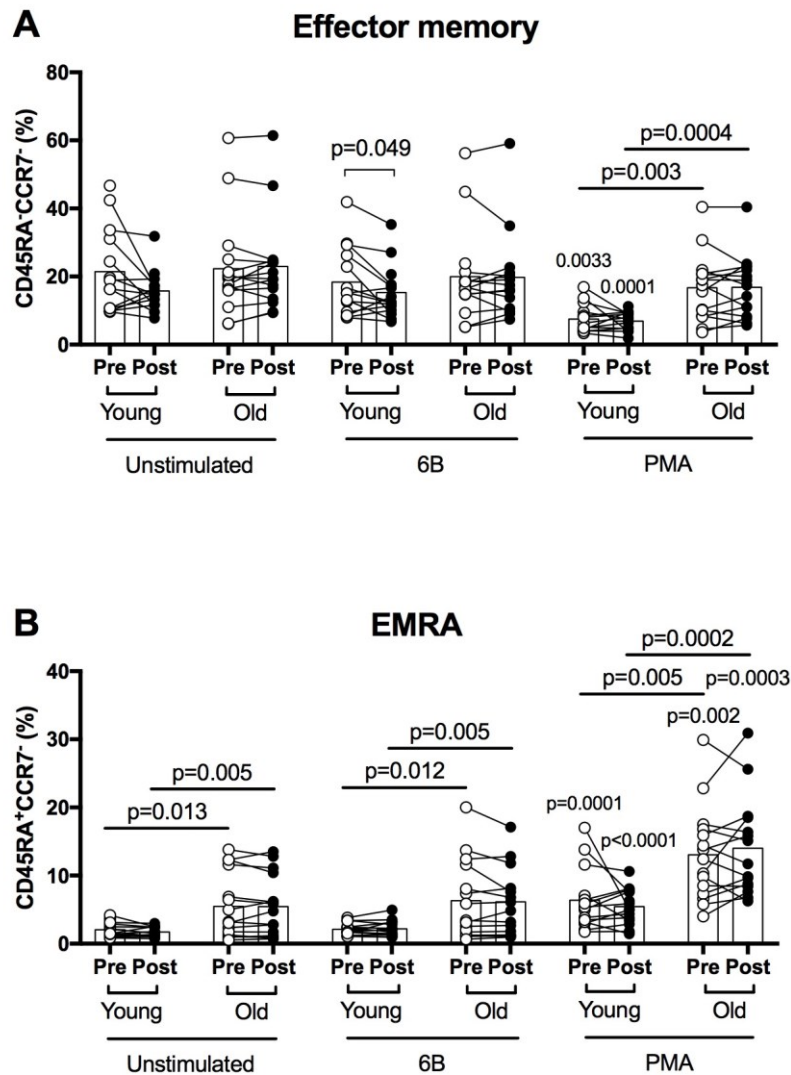 A
Effector memory
CD45RA⁻CCR7⁻ (%)
80
60
40
20
0
p=0.049
p=0.0004
p=0.003
0.0033
0.0001
Pre Post Pre Post Pre Post Pre Post Pre Post Pre Post
Young Old Young Old Young Old
Unstimulated 6B PMA
B
EMRA
CD45RA⁺CCR7⁻ (%)
40
30
20
10
0
p=0.0002
p=0.005 p=0.0003
p=0.002
p=0.005
p=0.013
p=0.005
p=0.012
p=0.0001
p<0.0001
Pre Post Pre Post Pre Post Pre Post Pre Post Pre Post
Young Old Young Old Young Old
Unstimulated 6B PMA